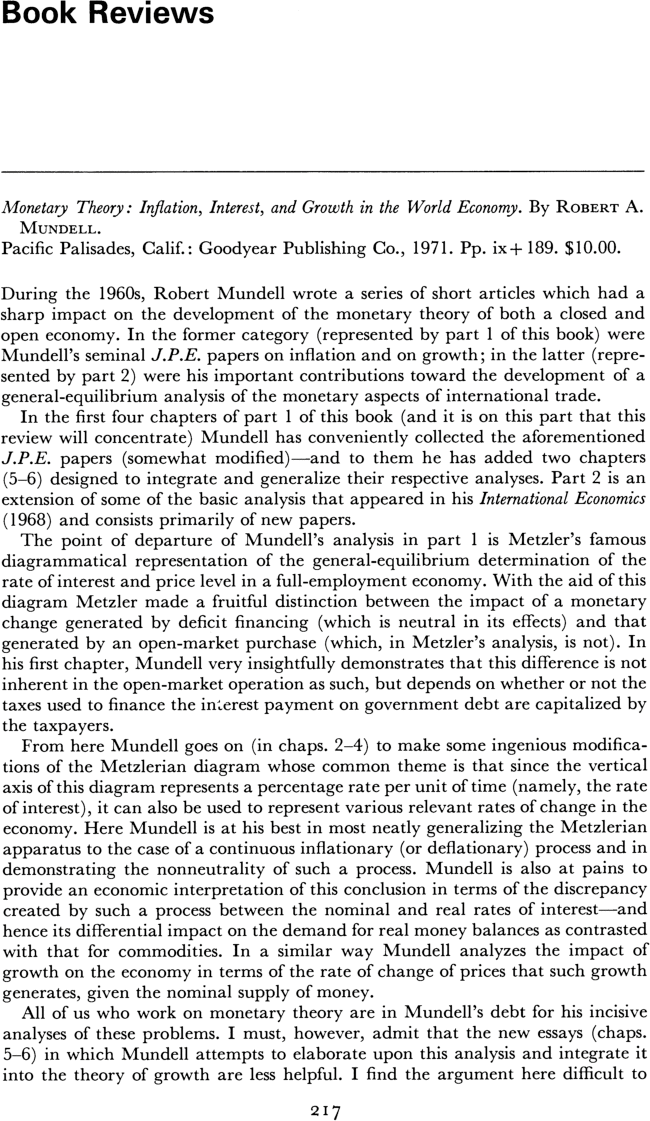 Book Reviews
Monetary Theory: Inflation, Interest, and Growth in the World Economy. By ROBERT A.
MUNDELL.
Pacific Palisades, Calif.: Goodyear Publishing Co., 1971. Pp. ix+189. $10.00.
During the 1960s, Robert Mundell wrote a series of short articles which had a
sharp impact on the development of the monetary theory of both a closed and
open economy. In the former category (represented by part 1 of this book) were
Mundell's seminal J.P.E. papers on inflation and on growth; in the latter (repre-
sented by part 2) were his important contributions toward the development of a
general-equilibrium analysis of the monetary aspects of international trade.
In the first four chapters of part 1 of this book (and it is on this part that this
review will concentrate) Mundell has conveniently collected the aforementioned
J.P.E. papers (somewhat modified)—and to them he has added two chapters
(5–6) designed to integrate and generalize their respective analyses. Part 2 is an
extension of some of the basic analysis that appeared in his International Economics
(1968) and consists primarily of new papers.
The point of departure of Mundell's analysis in part 1 is Metzler's famous
diagrammatical representation of the general-equilibrium determination of the
rate of interest and price level in a full-employment economy. With the aid of this
diagram Metzler made a fruitful distinction between the impact of a monetary
change generated by deficit financing (which is neutral in its effects) and that
generated by an open-market purchase (which, in Metzler's analysis, is not). In
his first chapter, Mundell very insightfully demonstrates that this difference is not
inherent in the open-market operation as such, but depends on whether or not the
taxes used to finance the interest payment on government debt are capitalized by
the taxpayers.
From here Mundell goes on (in chaps. 2–4) to make some ingenious modifica-
tions of the Metzlerian diagram whose common theme is that since the vertical
axis of this diagram represents a percentage rate per unit of time (namely, the rate
of interest), it can also be used to represent various relevant rates of change in the
economy. Here Mundell is at his best in most neatly generalizing the Metzlerian
apparatus to the case of a continuous inflationary (or deflationary) process and in
demonstrating the nonneutrality of such a process. Mundell is also at pains to
provide an economic interpretation of this conclusion in terms of the discrepancy
created by such a process between the nominal and real rates of interest—and
hence its differential impact on the demand for real money balances as contrasted
with that for commodities. In a similar way Mundell analyzes the impact of
growth on the economy in terms of the rate of change of prices that such growth
generates, given the nominal supply of money.
All of us who work on monetary theory are in Mundell's debt for his incisive
analyses of these problems. I must, however, admit that the new essays (chaps.
5–6) in which Mundell attempts to elaborate upon this analysis and integrate it
into the theory of growth are less helpful. I find the argument here difficult to
217